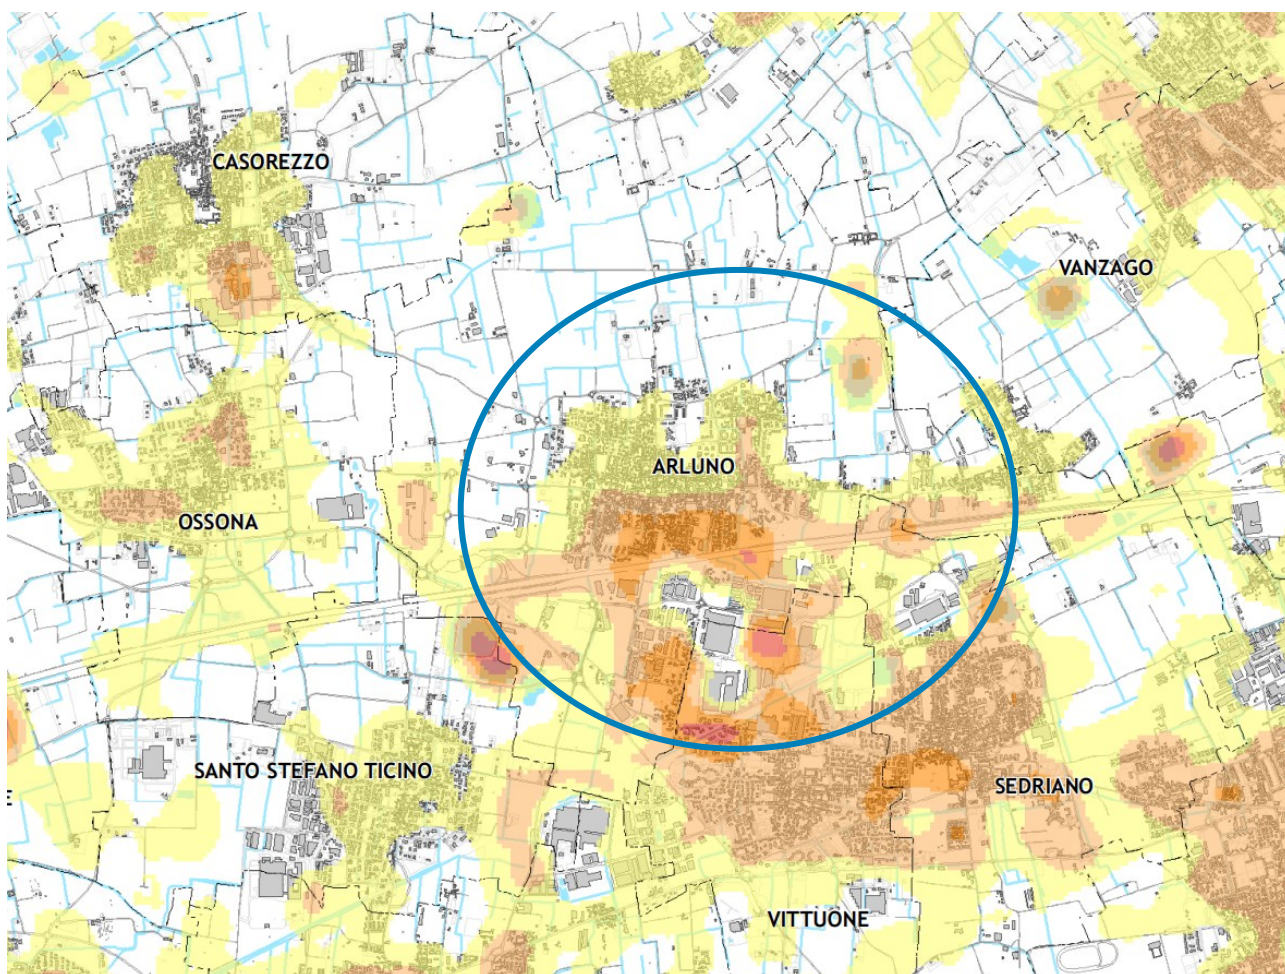 CASOREZZO
VANZAGO
ARLUNO
OSSONA
SANTO STEFANO TICINO
SEDRIANO
E
VITTUONE